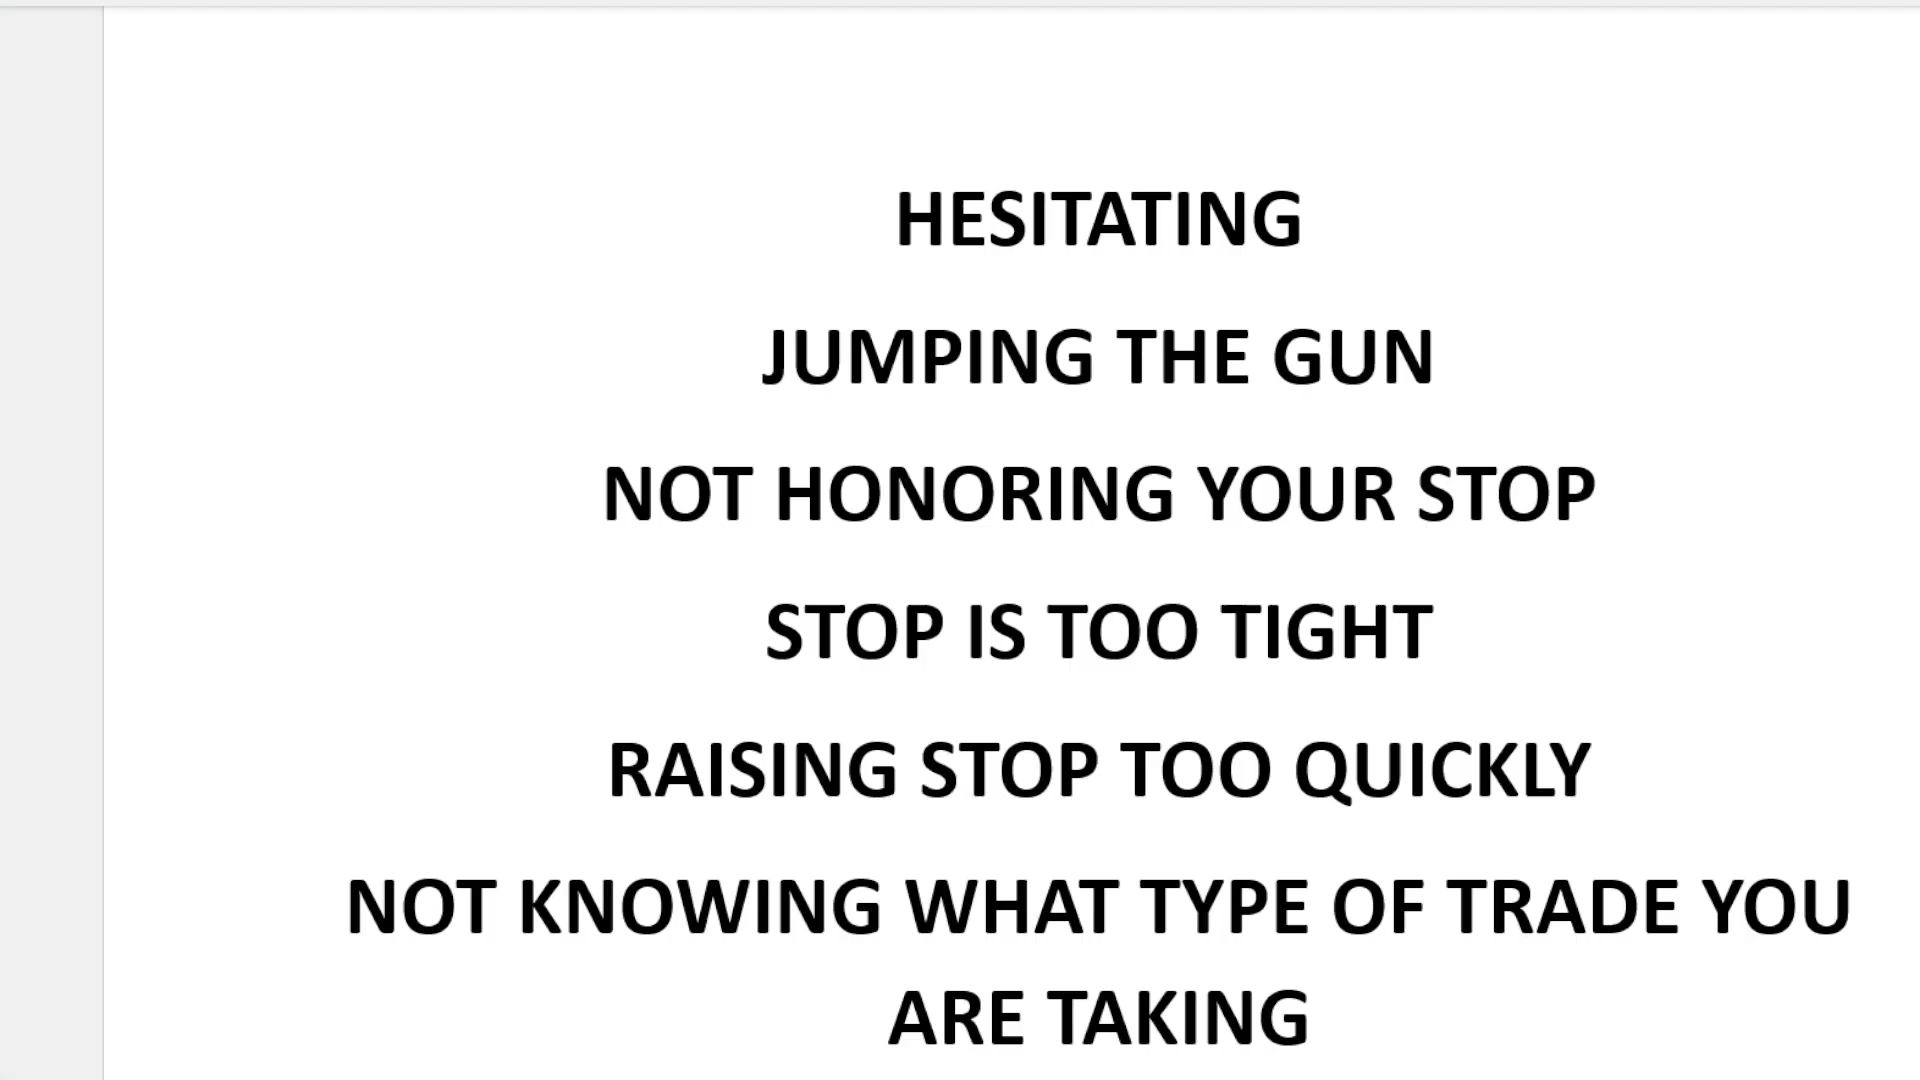 HESITATING
JUMPING THE GUN
NOT HONORING YOUR STOP
STOP IS TOO TIGHT
RAISING STOP TOO QUICKLY
NOT KNOWING WHAT TYPE OF TRADE YOU
ARE TAKING